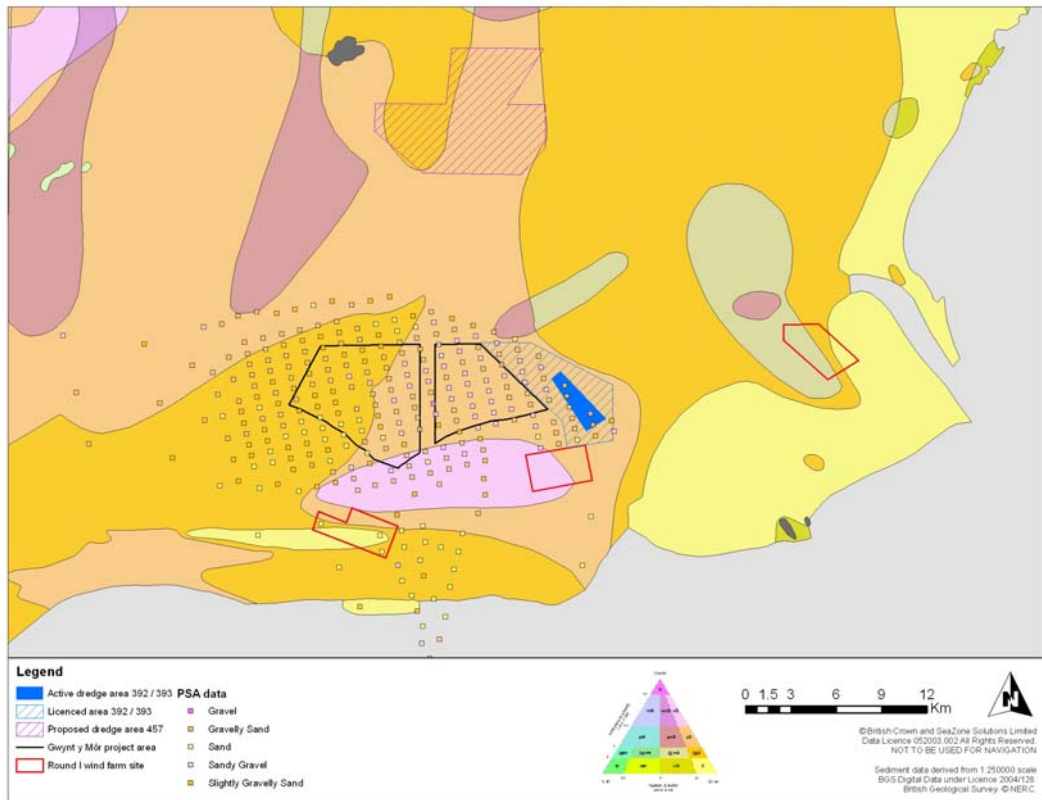 Legend
Active dredge area 392 / 393
Licenced area 392 / 393
Proposed dredge area 457
Gwynt y Môr project area
Round I wind farm site
PSA data
Gravel
Gravelly Sand
Sand
Sandy Gravel
Slightly Gravelly Sand
0 1.5 3 6 9 12
Km
N
© British Crown and SeaZone Solutions Limited
Data Licence 052003.002 All Rights Reserved.
NOT TO BE USED FOR NAVIGATION
Sediment data derived from 1:250000 scale
BGS Digital Data under Licence 2004/128
British Geological Survey. © NERC.